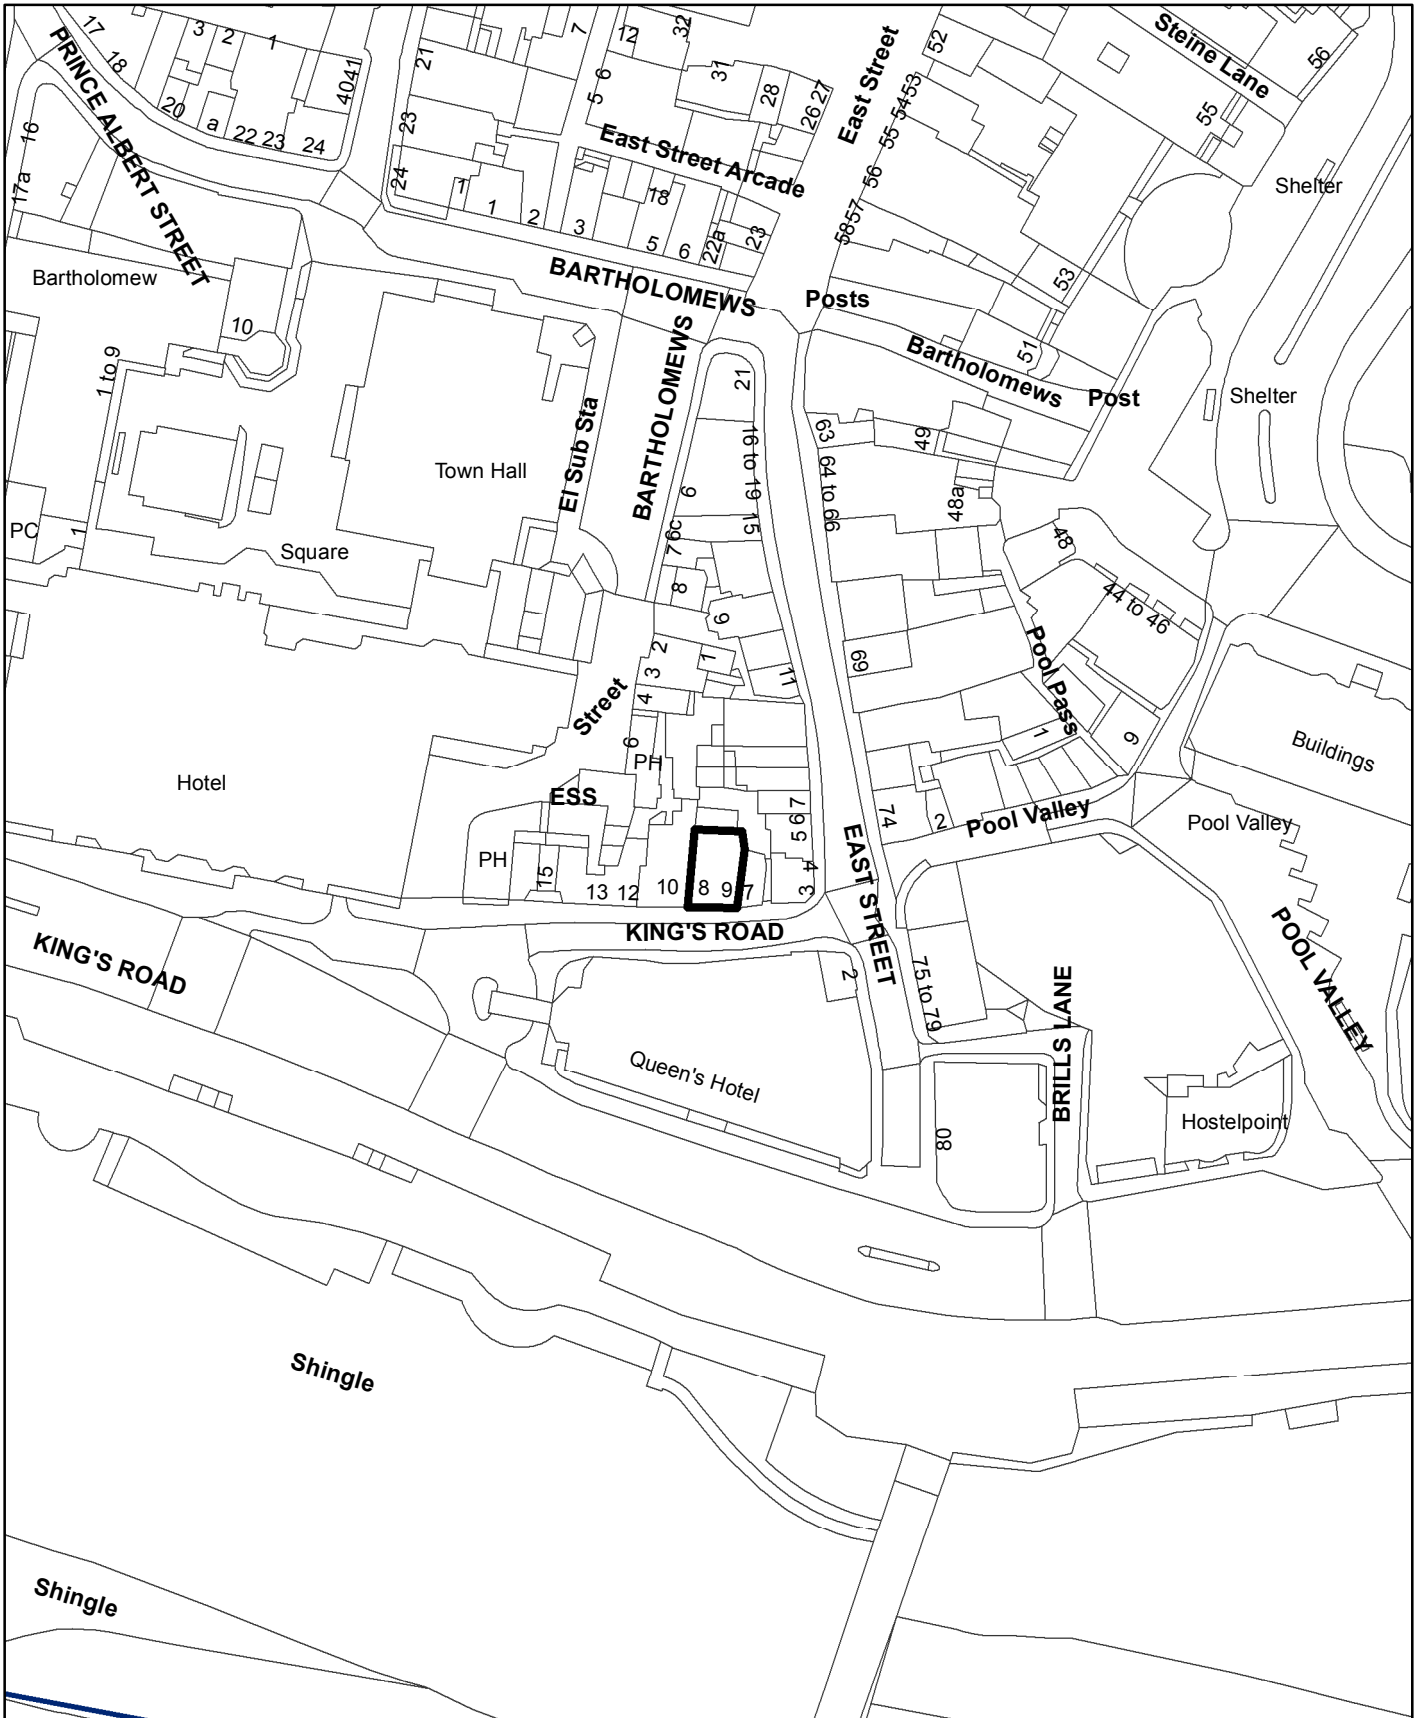 17
18
3
2
1
4041
PRINCE ALBERT STREET
20
a
22 23 24
16
17a
21
23
24
7
12
32
31
28
26 27
6
5
East Street Arcade
East Street
52
5453
55
56
5857
Steine Lane
56
55
Shelter
1
1
2
3
18
5
6
22a
23
53
51
BARTHOLOMEWS
Posts
Bartholomews
Post
Shelter
Bartholomew
10
1 to 9
Town Hall
El Sub Sta
BARTHOLOMEWS
21
16 to 19
15
6
6c
7
8
9
63
64 to 66
49
48a
48
44 to 46
PC
1
Square
2
3
4
1
11
69
Pool Pass
1
9
Buildings
Street
6
PH
Hotel
ESS
PH
15
13
12
10
8
9
7
7
6
5
4
3
74
2
Pool Valley
Pool Valley
EAST STREET
KING'S ROAD
KING'S ROAD
2
75 to 79
BRILLS LANE
POOL VALLEY
Queen's Hotel
80
Hostelpoint
Shingle
Shingle